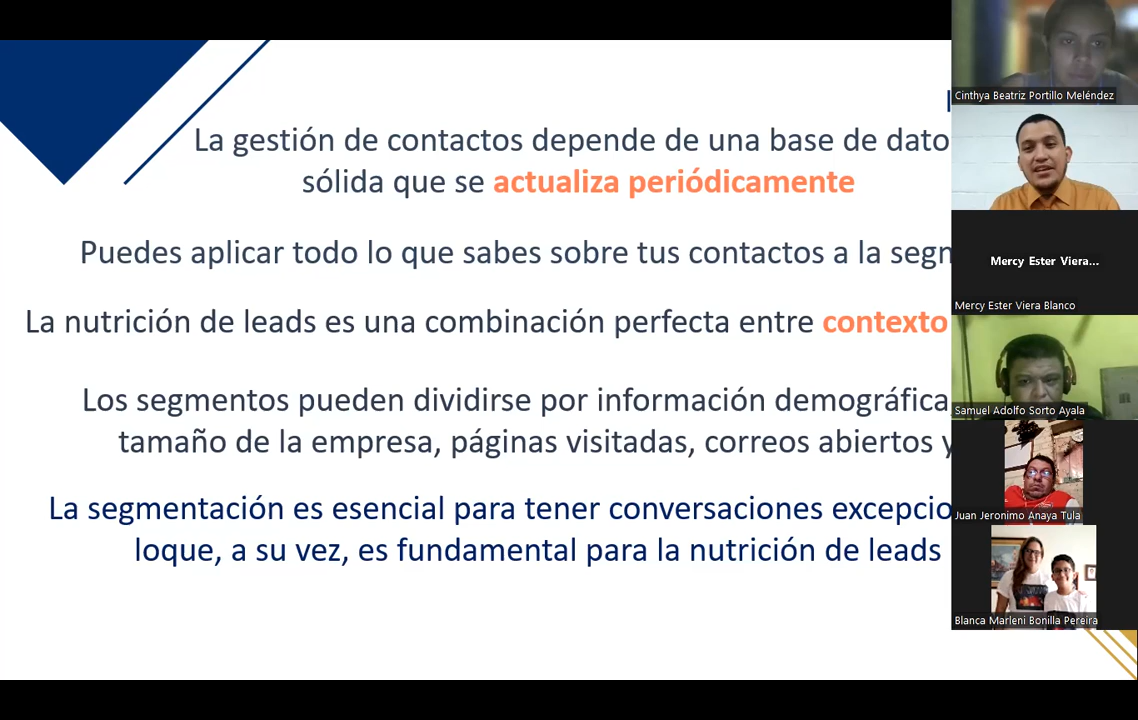 La gestión de contactos depende de una base de dato
sólida que se actualiza periódicamente
Puedes aplicar todo lo que sabes sobre tus contactos a la segm
La nutrición de leads es una combinación perfecta entre contexto
Los segmentos pueden dividirse por información demográfica
tamaño de la empresa, páginas visitadas, correos abiertos y
La segmentación es esencial para tener conversaciones excepcio
loque, a su vez, es fundamental para la nutrición de leads
Cinthya Beatriz Portillo Meléndez
Mercy Ester Viera...
Mercy Ester Viera Blanco
Samuel Adolfo Sorto Ayala
Juan Jeronimo Anaya Tula
Blanca Marleni Bonilla Pereira